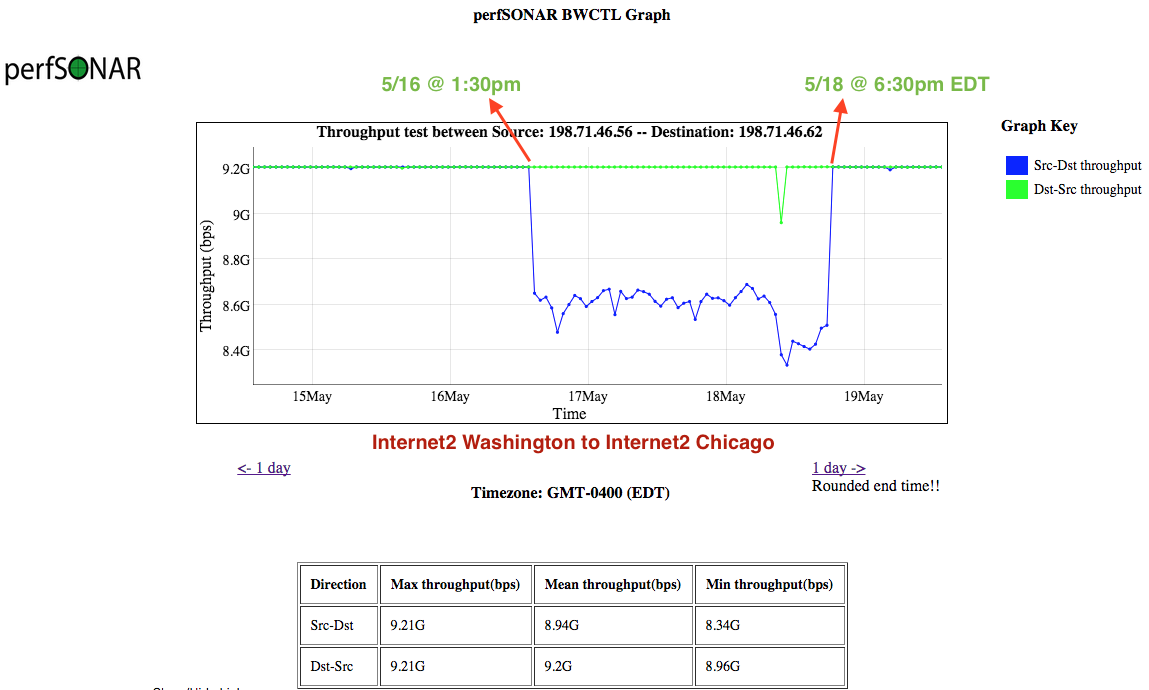 perfSONAR BWCTL Graph
perfSONAR
5/16 @ 1:30pm
5/18 @ 6:30pm EDT
Throughput test between Source: 198.71.46.56 -- Destination: 198.71.46.62
Graph Key
Src-Dst throughput
Dst-Src throughput
Throughput (bps)
9.2G
9G
8.8G
8.6G
8.4G
15May 16May 17May 18May 19May
Time
Internet2 Washington to Internet2 Chicago
<- 1 day
1 day ->
Rounded end time!!
Timezone: GMT-0400 (EDT)
Direction Max throughput(bps) Mean throughput(bps) Min throughput(bps)
Src-Dst 9.21G 8.94G 8.34G
Dst-Src 9.21G 9.2G 8.96G